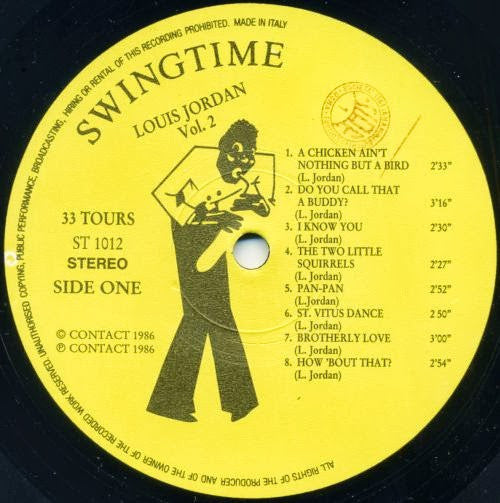 ALL RIGHTS OF THE PRODUCER AND OF THE OWNER OF THE RECORDED WORK RESERVED. UNAUTHORISED COPYING, PUBLIC PERFORMANCE, BROADCASTING, HIRING OR RENTAL OF THIS RECORDING PROHIBITED. MADE IN ITALY
SWINGTIME
LOUIS JORDAN
Vol. 2
33 TOURS
ST 1012
STEREO
SIDE ONE
© CONTACT 1986
℗ CONTACT 1986
1. A CHICKEN AIN'T
NOTHING BUT A BIRD
(L. Jordan) 2'33"
2. DO YOU CALL THAT
A BUDDY?
(L. Jordan) 3'16"
3. I KNOW YOU
(L. Jordan) 2'30"
4. THE TWO LITTLE
SQUIRRELS
(L. Jordan) 2'27"
5. PAN-PAN
(L.Jordan) 2'52"
6. ST. VITUS DANCE
(L. Jordan) 2 50"
7. BROTHERLY LOVE
(L. Jordan) 3'00"
8. HOW 'BOUT THAT?
(L. Jordan) 2'54"